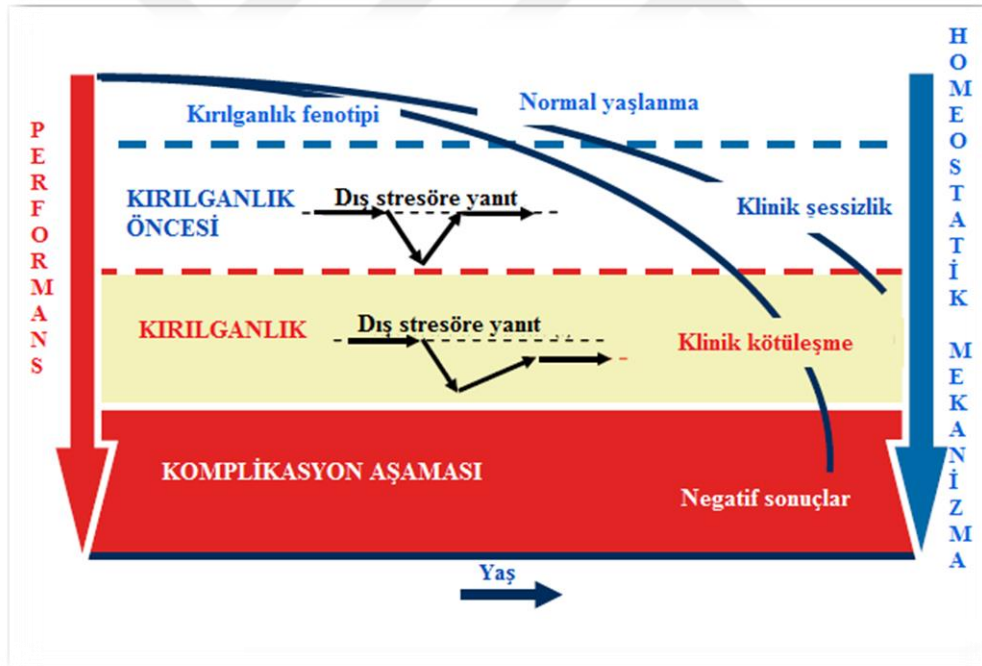 PERFORMANS
HOMEOSTATİK MEKANİZMA
Kırılganlık fenotipi
Normal yaşlanma
KIRILGANLIK
ÖNCESİ
Dış stresöre yanıt
Klinik şessizlik
KIRILGANLIK
Dış stresöre yanıt
Klinik kötüleşme
KOMPLİKASYON AŞAMASI
Negatif sonuçlar
Yaş